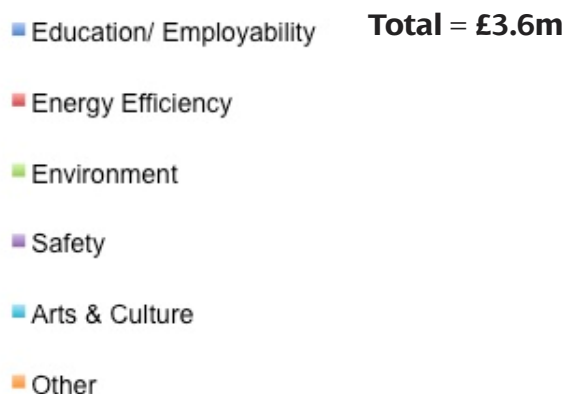 Education/ Employability
Total = £3.6m
Energy Efficiency
Environment
Safety
Arts & Culture
Other